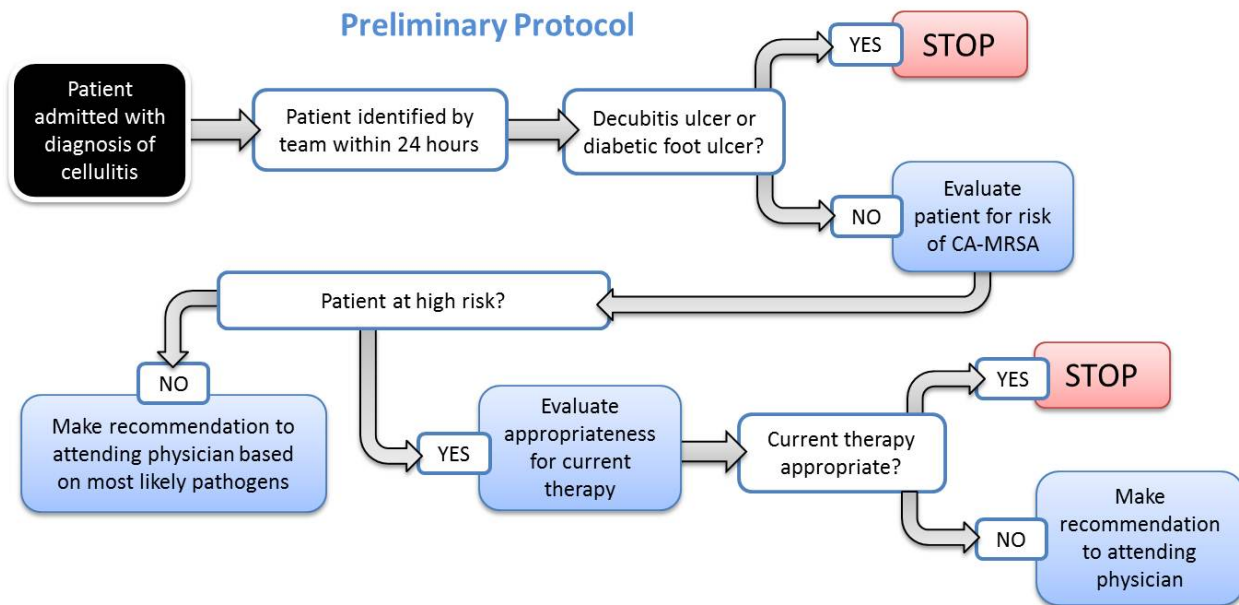 Preliminary Protocol
Patient
admitted with
diagnosis of
cellulitis
Patient identified by
team within 24 hours
Decubitis ulcer or
diabetic foot ulcer?
YES
STOP
NO
Evaluate
patient for risk
of CA-MRSA
Patient at high risk?
NO
Make recommendation to
attending physician based
on most likely pathogens
YES
Evaluate
appropriateness
for current
therapy
Current therapy
appropriate?
YES
STOP
NO
Make
recommendation
to attending
physician